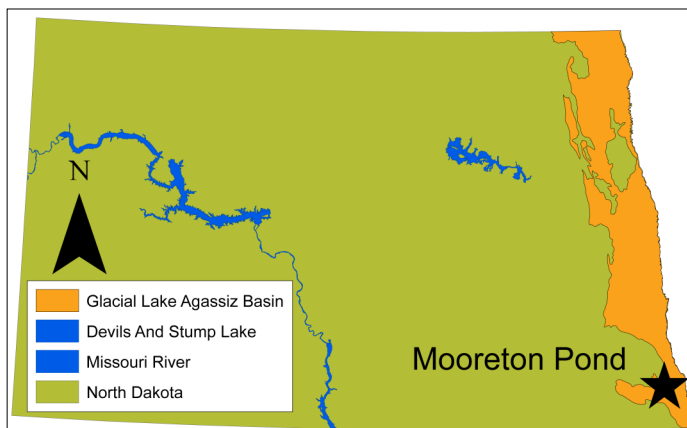 N
Glacial Lake Agassiz Basin
Devils And Stump Lake
Missouri River
North Dakota
Mooreton Pond